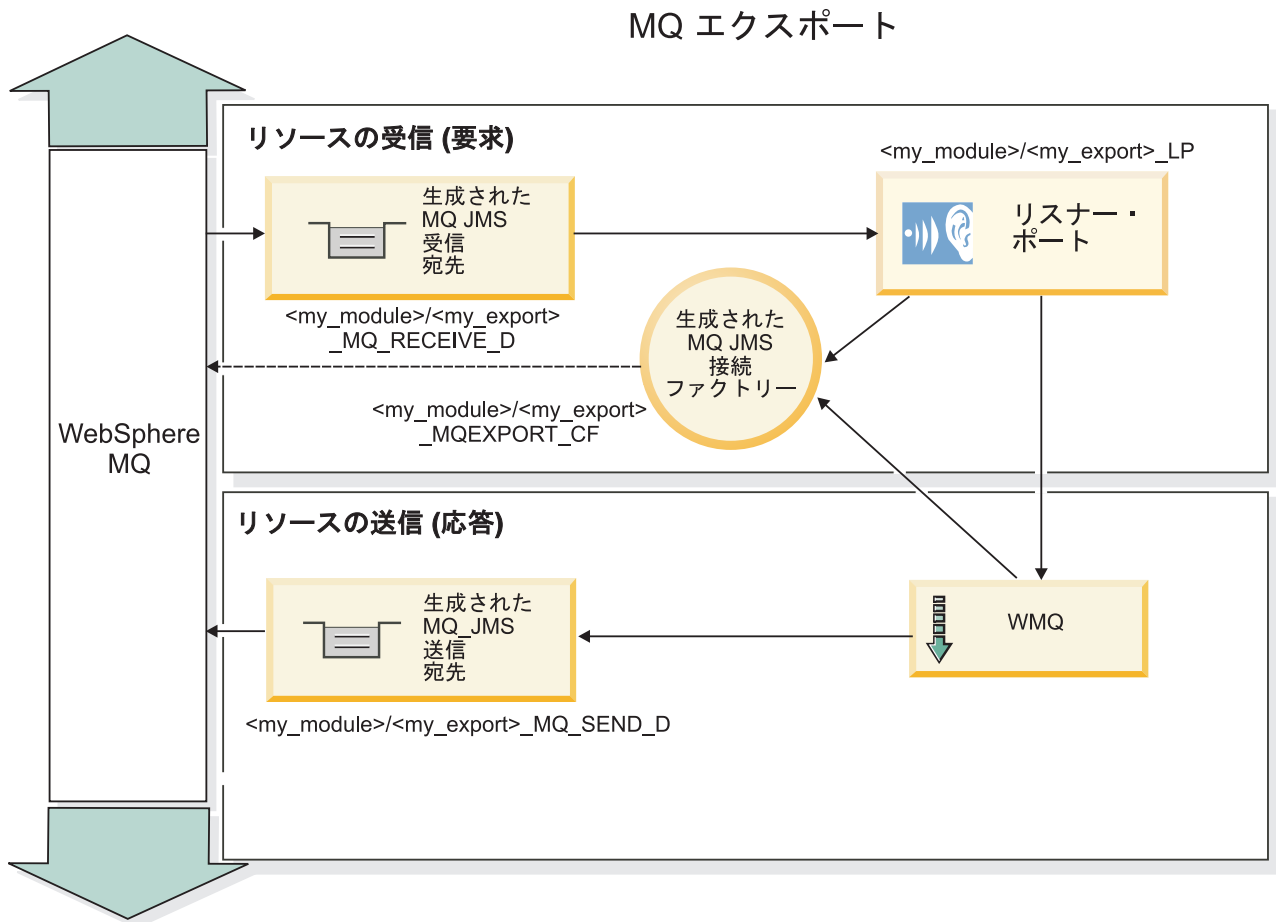 MQ エクスポート
リソースの受信 (要求)
<my_module>/<my_export>_LP
生成された
MQ JMS
受信
宛先
リスナー・
ポート
<my_module>/<my_export>
_MQ_RECEIVE_D
生成された
MQ JMS
接続
ファクトリー
<my_module>/<my_export>
_MQEXPORT_CF
WebSphere
MQ
リソースの送信 (応答)
生成された
MQ_JMS
送信
宛先
WMQ
<my_module>/<my_export>_MQ_SEND_D